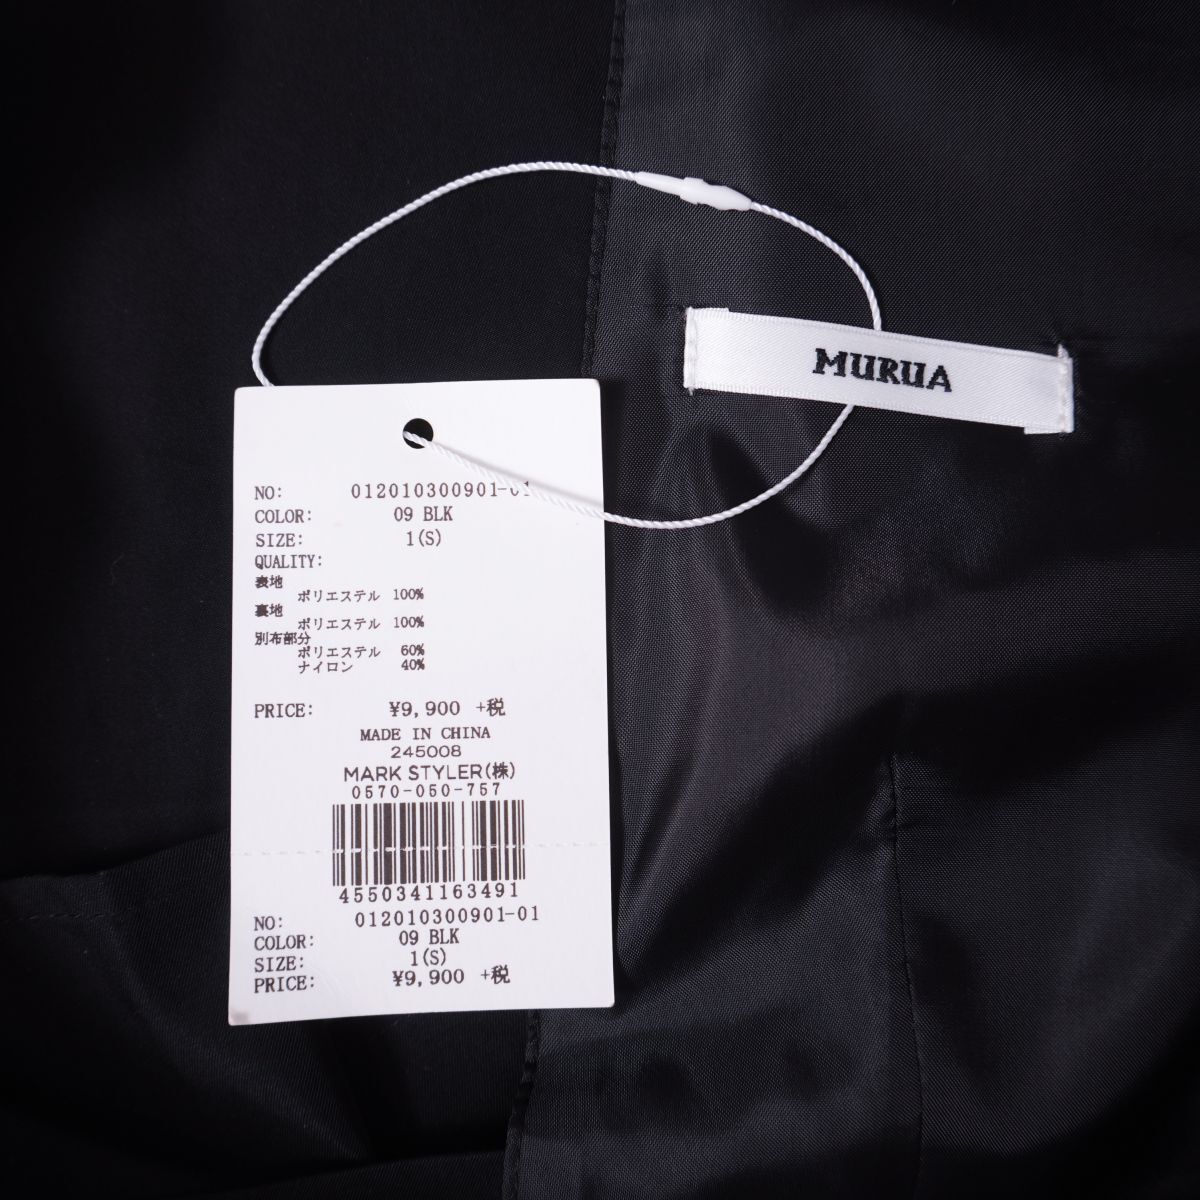 MURUA
NO: 012010300901-01
COLOR: 09 BLK
SIZE: 1(S)
QUALITY:
表地
ポリエステル 100%
裏地
ポリエステル 100%
別布部分
ポリエステル 60%
ナイロン 40%
PRICE: ¥9,900 +税
MADE IN CHINA
245008
MARK STYLER(株)
0570-050-757
4550341163491
NO: 012010300901-01
COLOR: 09 BLK
SIZE: 1(S)
PRICE: ¥9,900 +税